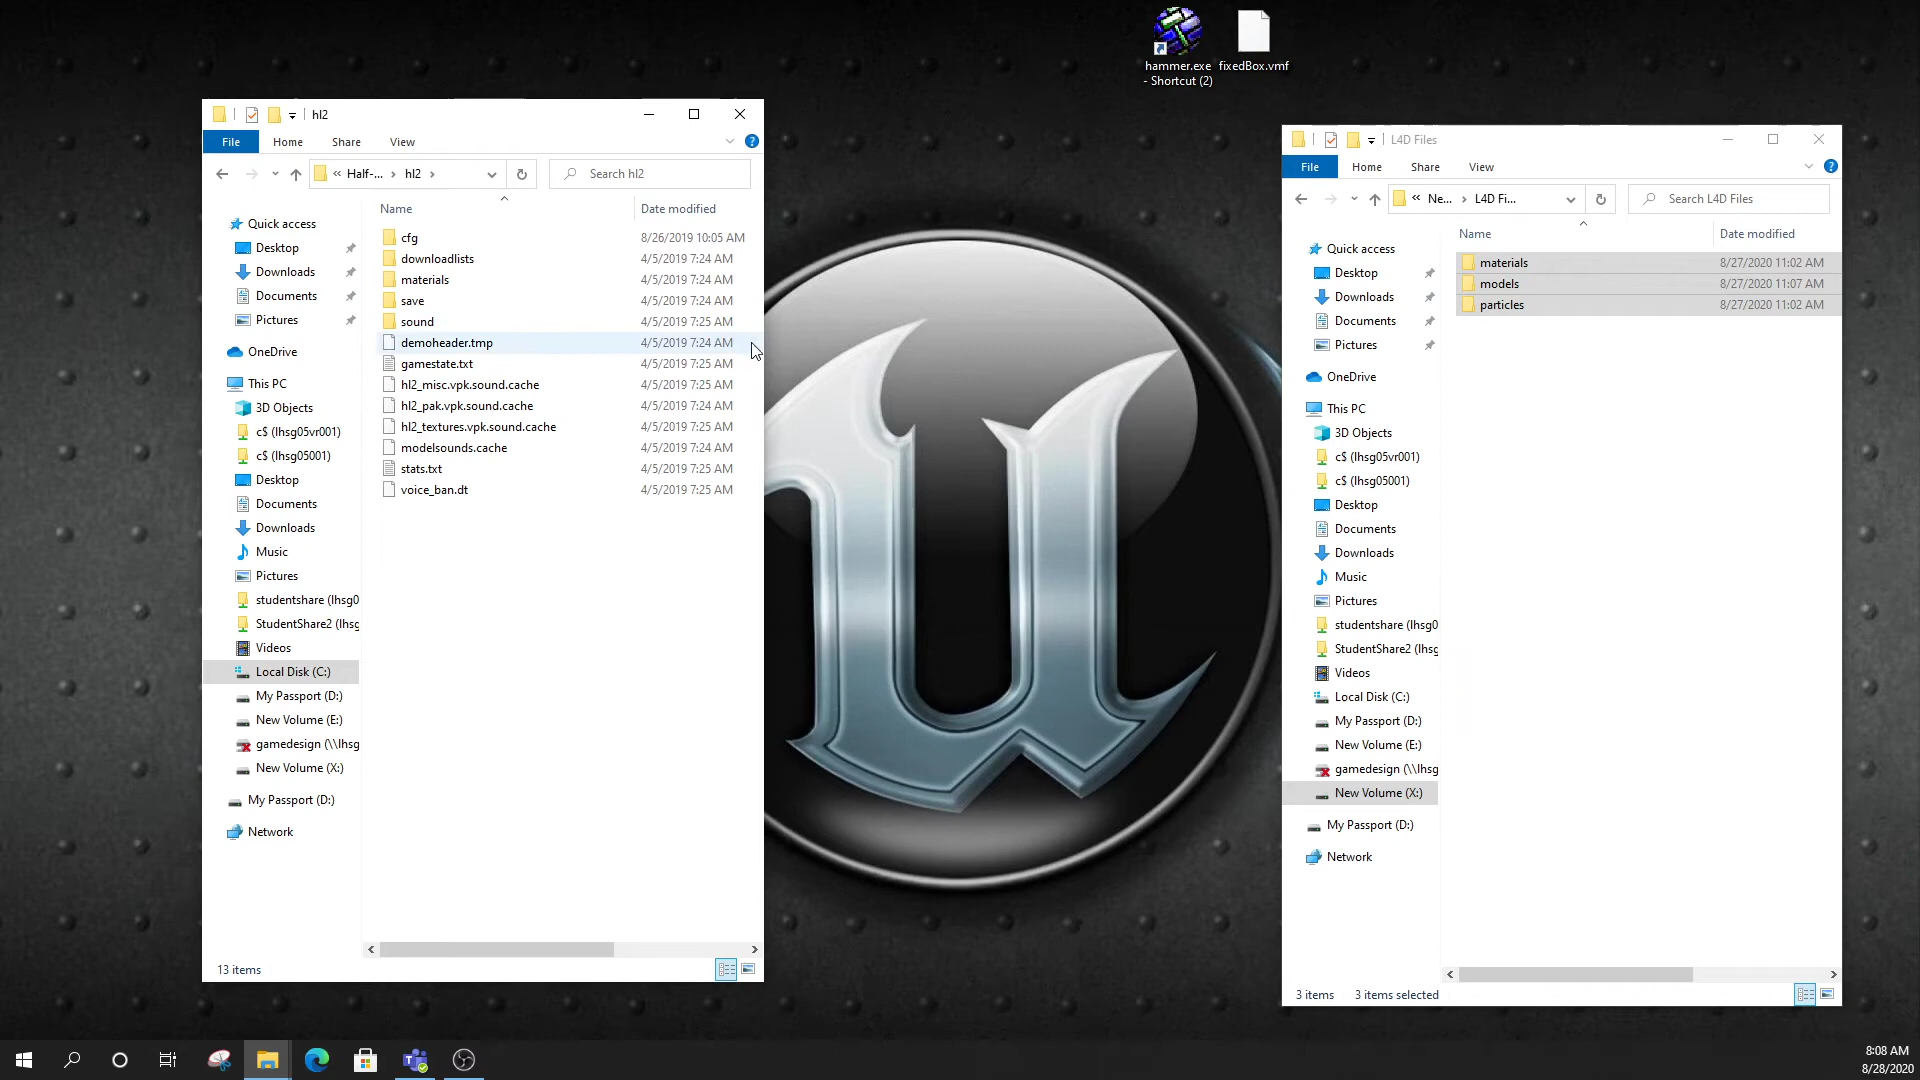 hammer.exe
- Shortcut (2)
fixedBox.vmf
hl2
File Home Share View
« Half-... › hl2 ›
Search hl2
Name Date modified
Quick access
Desktop
Downloads
Documents
Pictures
OneDrive
This PC
3D Objects
c$ (lhsg05vr001)
c$ (lhsg05001)
Desktop
Documents
Downloads
Music
Pictures
studentshare (lhsg0
StudentShare2 (lhsg
Videos
Local Disk (C:)
My Passport (D:)
New Volume (E:)
gamedesign (\\lhsg
New Volume (X:)
My Passport (D:)
Network
cfg 8/26/2019 10:05 AM
downloadlists 4/5/2019 7:24 AM
materials 4/5/2019 7:24 AM
save 4/5/2019 7:24 AM
sound 4/5/2019 7:25 AM
demoheader.tmp 4/5/2019 7:24 AM
gamestate.txt 4/5/2019 7:25 AM
hl2_misc.vpk.sound.cache 4/5/2019 7:25 AM
hl2_pak.vpk.sound.cache 4/5/2019 7:24 AM
hl2_textures.vpk.sound.cache 4/5/2019 7:25 AM
modelsounds.cache 4/5/2019 7:24 AM
stats.txt 4/5/2019 7:25 AM
voice_ban.dt 4/5/2019 7:25 AM
13 items
L4D Files
File Home Share View
« Ne... › L4D Fi...
Search L4D Files
Name Date modified
Quick access
Desktop
Downloads
Documents
Pictures
OneDrive
This PC
3D Objects
c$ (lhsg05vr001)
c$ (lhsg05001)
Desktop
Documents
Downloads
Music
Pictures
studentshare (lhsg0
StudentShare2 (lhsg
Videos
Local Disk (C:)
My Passport (D:)
New Volume (E:)
gamedesign (\\lhsg
New Volume (X:)
My Passport (D:)
Network
materials 8/27/2020 11:02 AM
models 8/27/2020 11:07 AM
particles 8/27/2020 11:02 AM
3 items 3 items selected
8:08 AM
8/28/2020